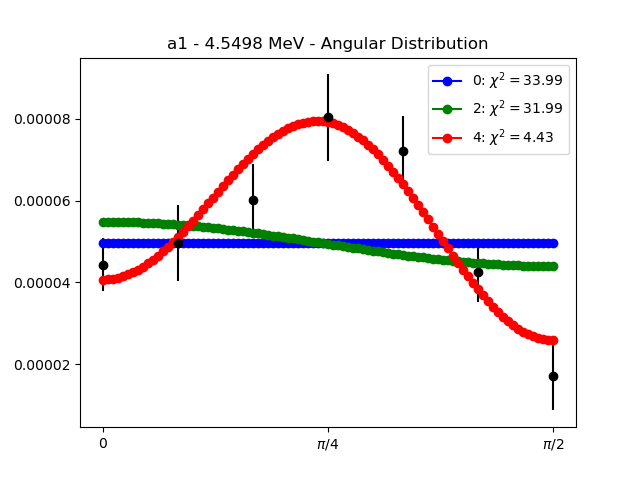 a1 - 4.5498 MeV - Angular Distribution
0: χ² = 33.99
2: χ² = 31.99
4: χ² = 4.43
0.00008
0.00006
0.00004
0.00002
0 π/4 π/2